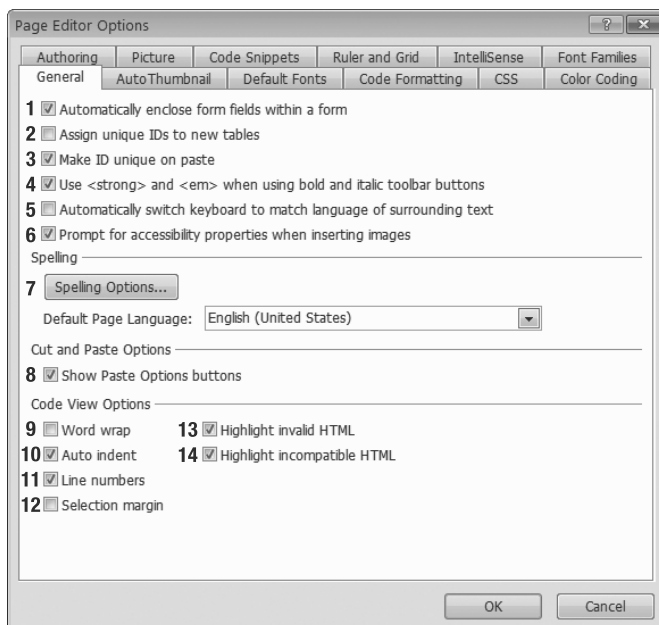 Page Editor Options
Authoring Picture Code Snippets Ruler and Grid IntelliSense Font Families
General AutoThumbnail Default Fonts Code Formatting CSS Color Coding
1 Automatically enclose form fields within a form
2 Assign unique IDs to new tables
3 Make ID unique on paste
4 Use <strong> and <em> when using bold and italic toolbar buttons
5 Automatically switch keyboard to match language of surrounding text
6 Prompt for accessibility properties when inserting images
Spelling
7 Spelling Options...
Default Page Language: English (United States)
Cut and Paste Options
8 Show Paste Options buttons
Code View Options
9 Word wrap 13 Highlight invalid HTML
10 Auto indent 14 Highlight incompatible HTML
11 Line numbers
12 Selection margin
OK Cancel